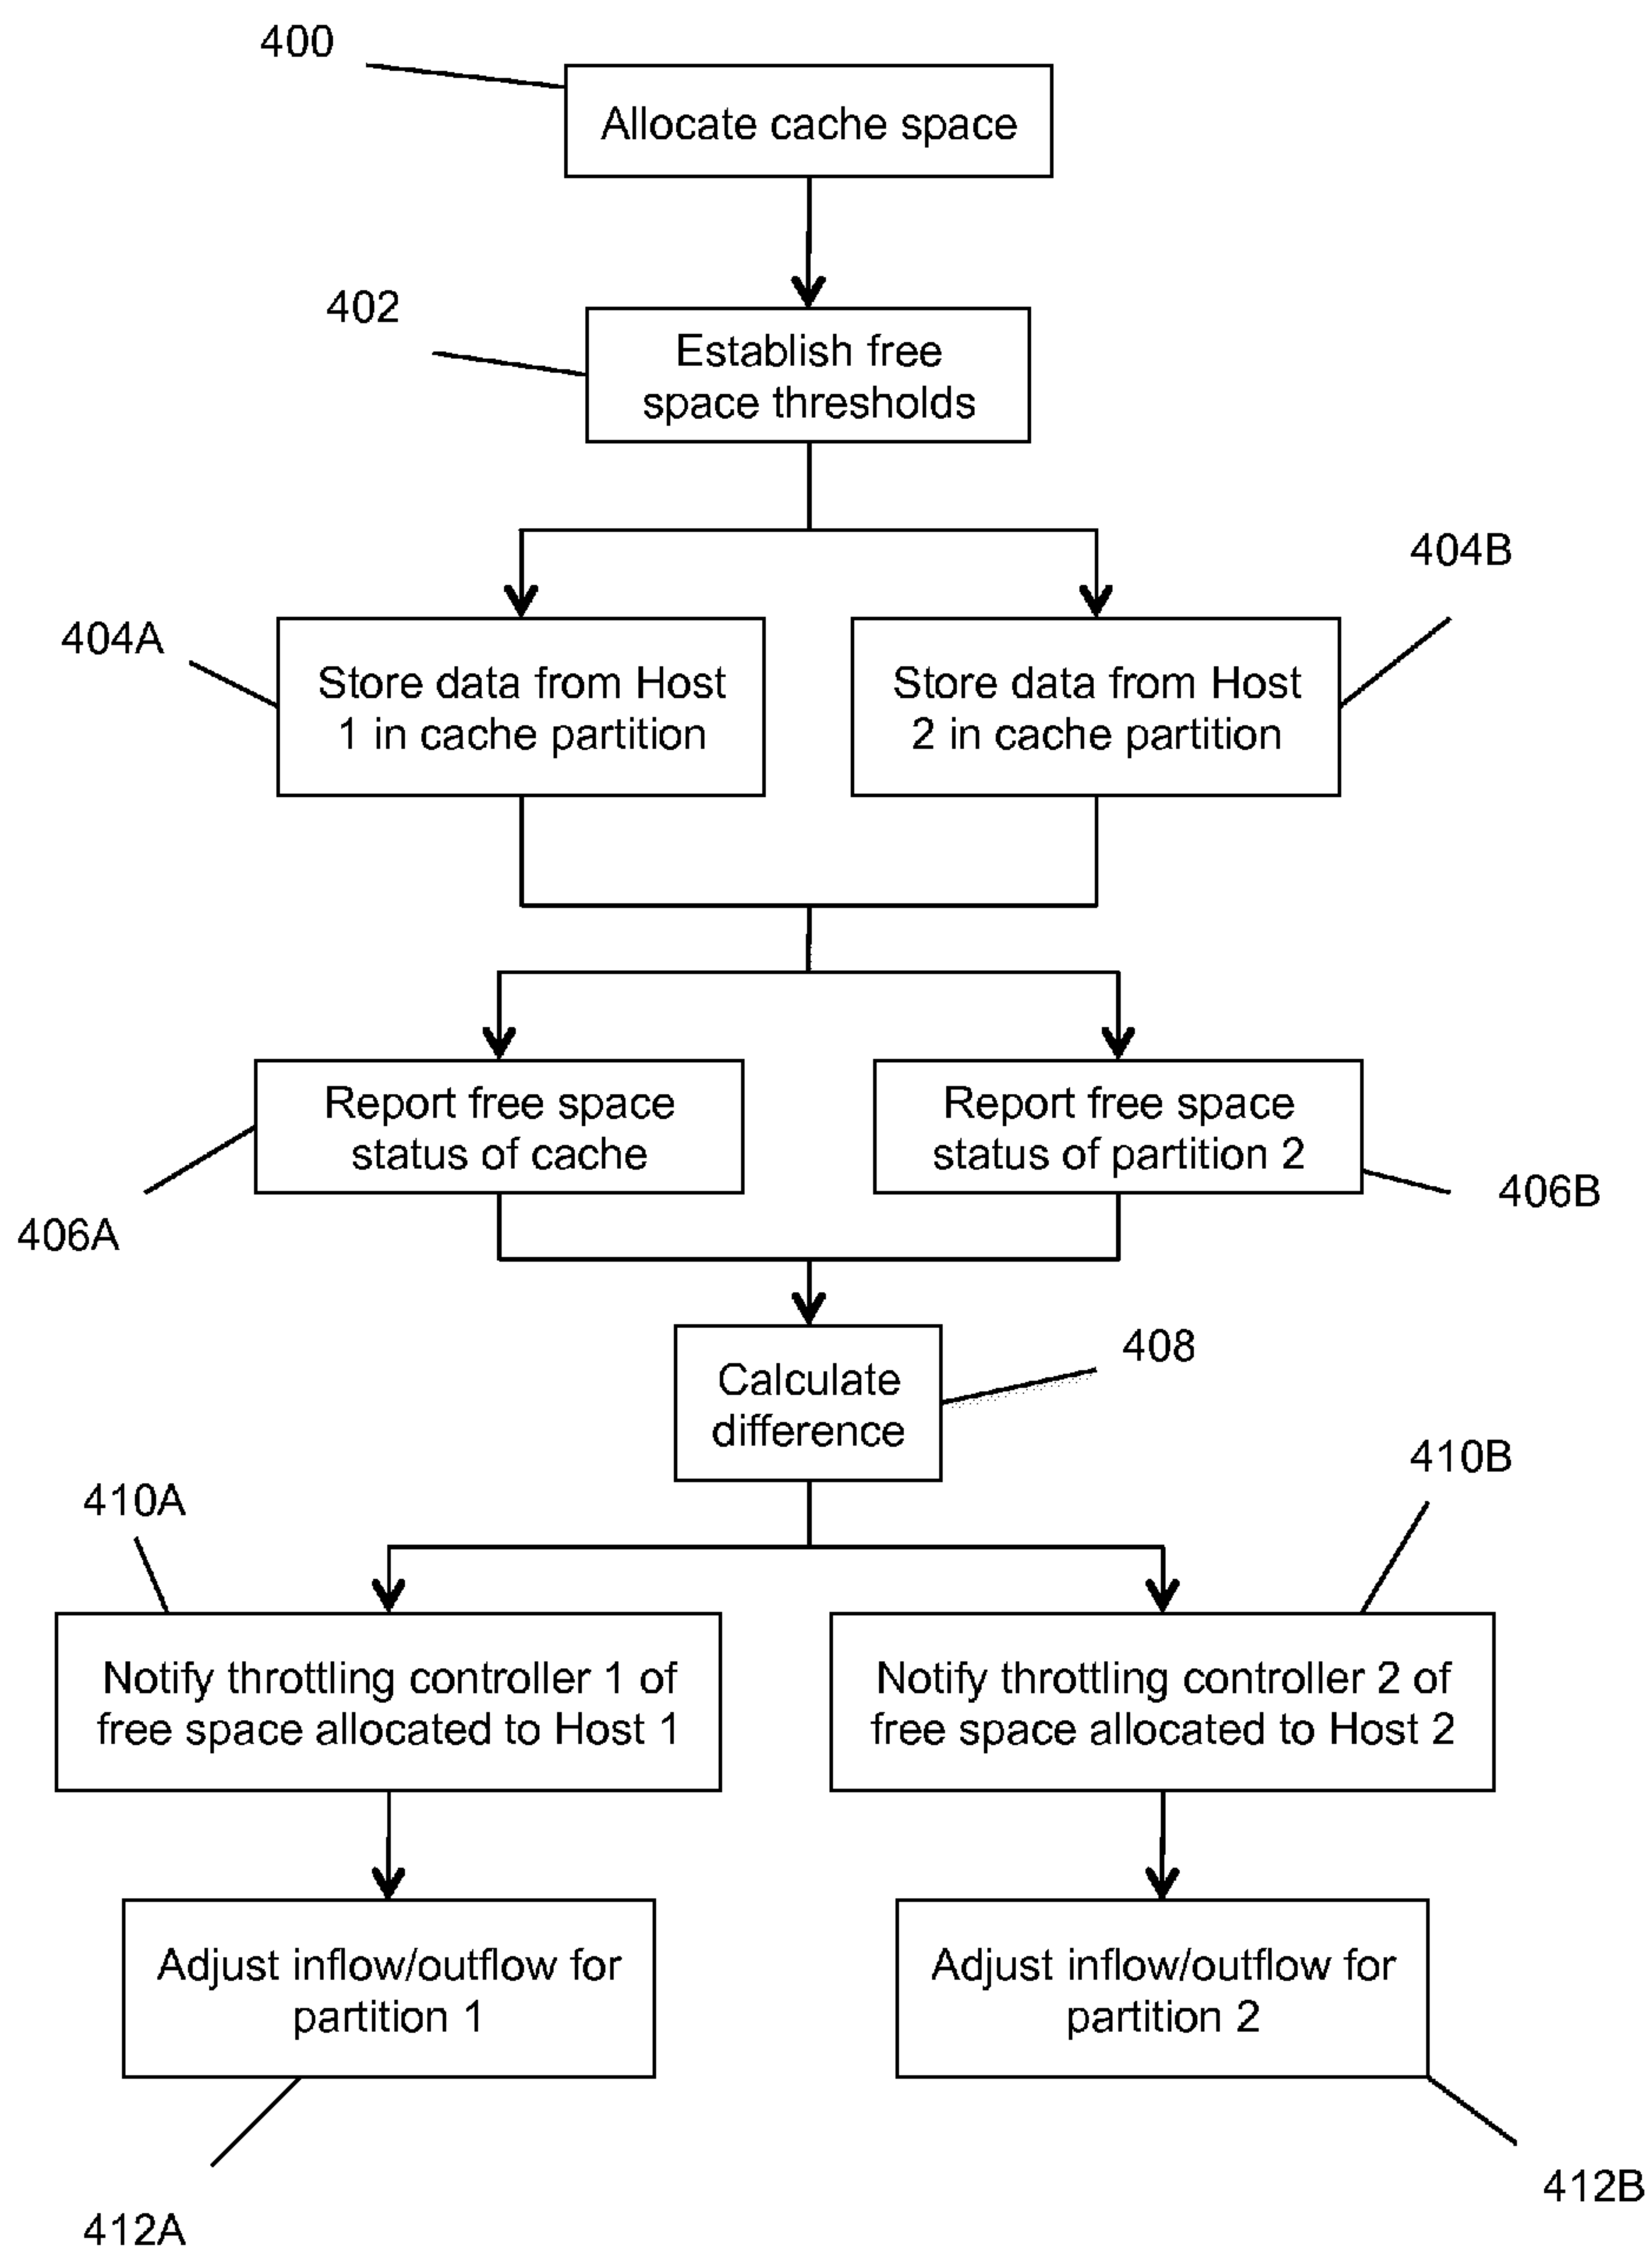 400
Allocate cache space
402
Establish free
space thresholds
404B
404A
Store data from Host
1 in cache partition
Store data from Host
2 in cache partition
Report free space
status of cache
Report free space
status of partition 2
406B
406A
408
Calculate
difference
410B
410A
Notify throttling controller 1 of
free space allocated to Host 1
Notify throttling controller 2 of
free space allocated to Host 2
Adjust inflow/outflow for
partition 1
Adjust inflow/outflow for
partition 2
412B
412A